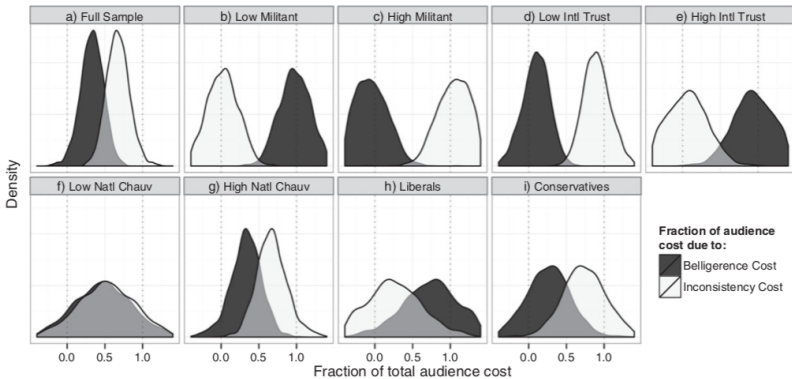 a) Full Sample
b) Low Militant
c) High Militant
d) Low Intl Trust
e) High Intl Trust
f) Low Natl Chauv
g) High Natl Chauv
h) Liberals
i) Conservatives
Density
Fraction of audience
cost due to:
Belligerence Cost
Inconsistency Cost
0.0 0.5 1.0 0.0 0.5 1.0 0.0 0.5 1.0 0.0 0.5 1.0
Fraction of total audience cost